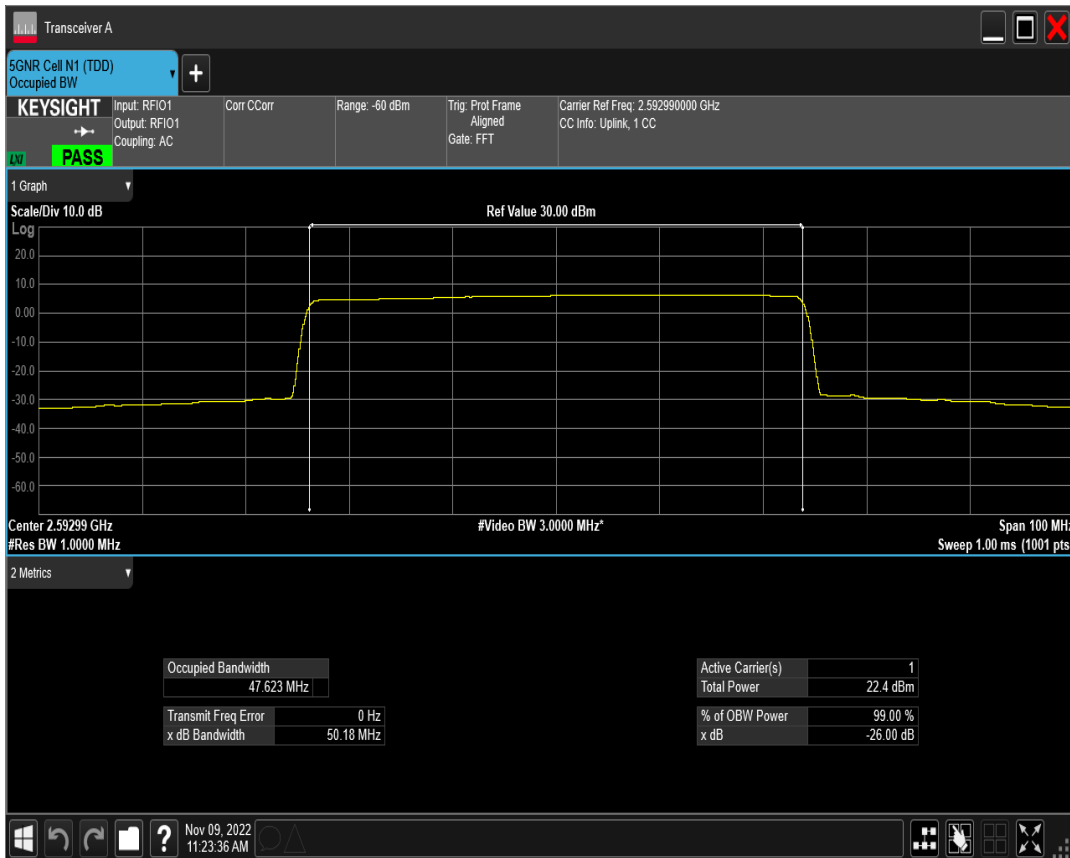 Transceiver A
5GNR Cell N1 (TDD)
Occupied BW
+
KEYSIGHT
LXI
PASS
Input: RFIO1
Output: RFIO1
Coupling: AC
Corr CCorr
Range: -60 dBm
Trig: Prot Frame
Aligned
Gate: FFT
Carrier Ref Freq: 2.592990000 GHz
CC Info: Uplink, 1 CC
1 Graph
Scale/Div 10.0 dB
Ref Value 30.00 dBm
Log
20.0
10.0
0.00
-10.0
-20.0
-30.0
-40.0
-50.0
-60.0
Center 2.59299 GHz
#Video BW 3.0000 MHz*
Span 100 MHz
#Res BW 1.0000 MHz
Sweep 1.00 ms (1001 pts
2 Metrics
Occupied Bandwidth
47.623 MHz
Transmit Freq Error 0 Hz
x dB Bandwidth 50.18 MHz
Active Carrier(s) 1
Total Power 22.4 dBm
% of OBW Power 99.00 %
x dB -26.00 dB
?
Nov 09, 2022
11:23:36 AM